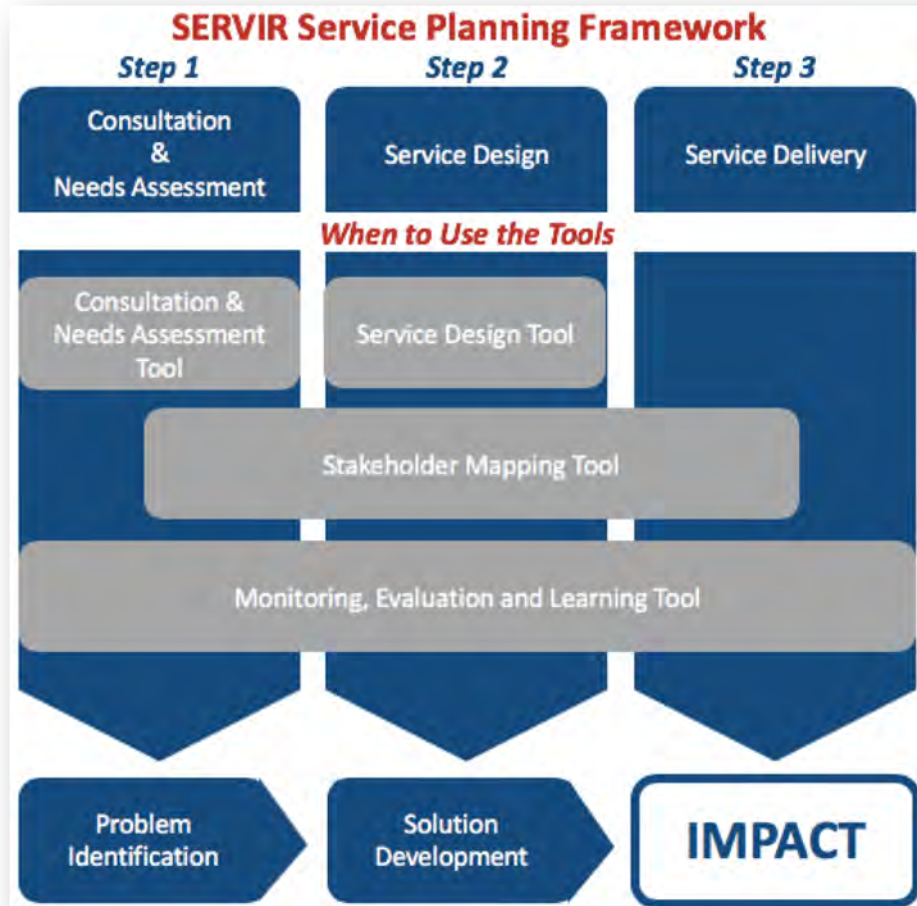 SERVIR Service Planning Framework
Step 1
Step 2
Step 3
Consultation
&
Needs Assessment
Service Design
Service Delivery
When to Use the Tools
Consultation &
Needs Assessment
Tool
Service Design Tool
Stakeholder Mapping Tool
Monitoring, Evaluation and Learning Tool
Problem
Identification
Solution
Development
IMPACT